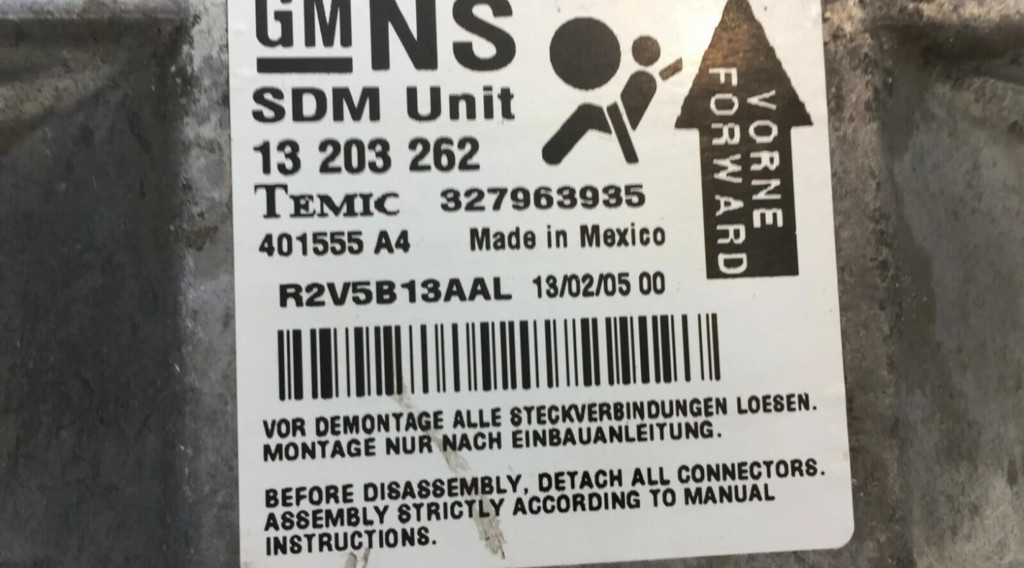 GM NS
SDM Unit
13 203 262
TEMIC 327963935
401555 A4 Made in Mexico
R2V5B13AAL 13/02/05 00
VORNE
FORWARD
VOR DEMONTAGE ALLE STECKVERBINDUNGEN LOESEN.
MONTAGE NUR NACH EINBAUANLEITUNG.
BEFORE DISASSEMBLY, DETACH ALL CONNECTORS.
ASSEMBLY STRICTLY ACCORDING TO MANUAL
INSTRUCTIONS.